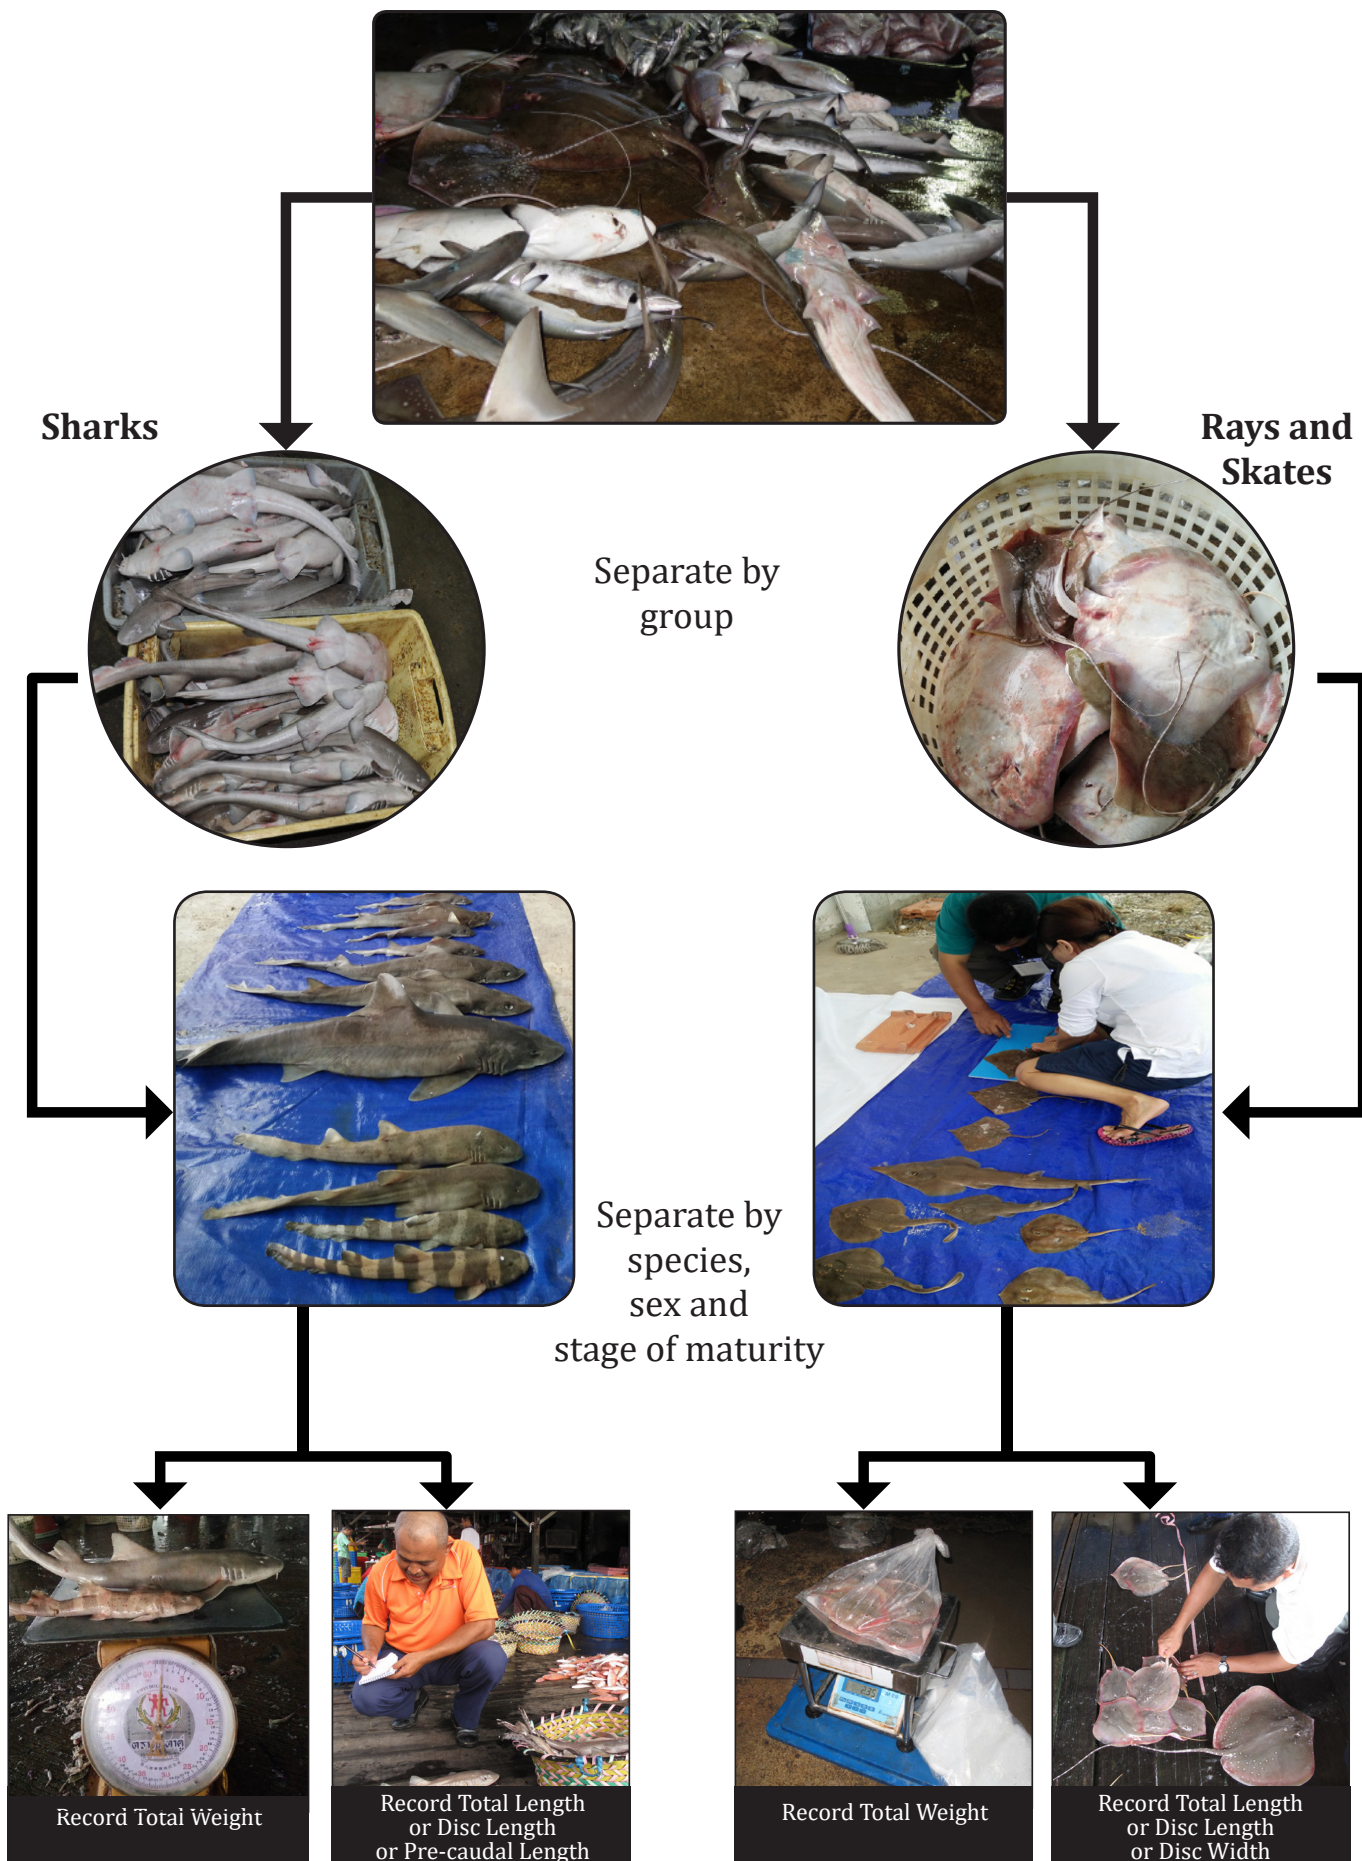 Sharks
Rays and
Skates
Separate by
group
Separate by
species,
sex and
stage of maturity
Record Total Weight
Record Total Length
or Disc Length
or Pre-caudal Length
Record Total Weight
Record Total Length
or Disc Length
or Disc Width